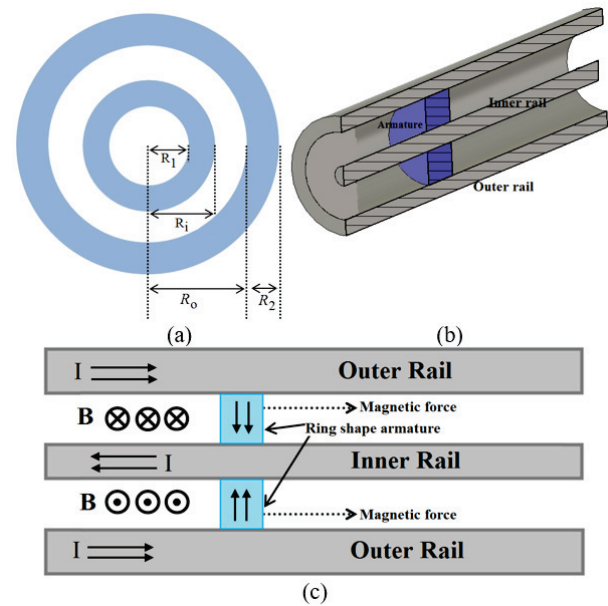 R1
Ri
Ro
R2
(a)
Armature
Inner rail
Outer rail
(b)
I
Outer Rail
B
Magnetic force
Ring shape armature
I
Inner Rail
B
Magnetic force
I
Outer Rail
(c)